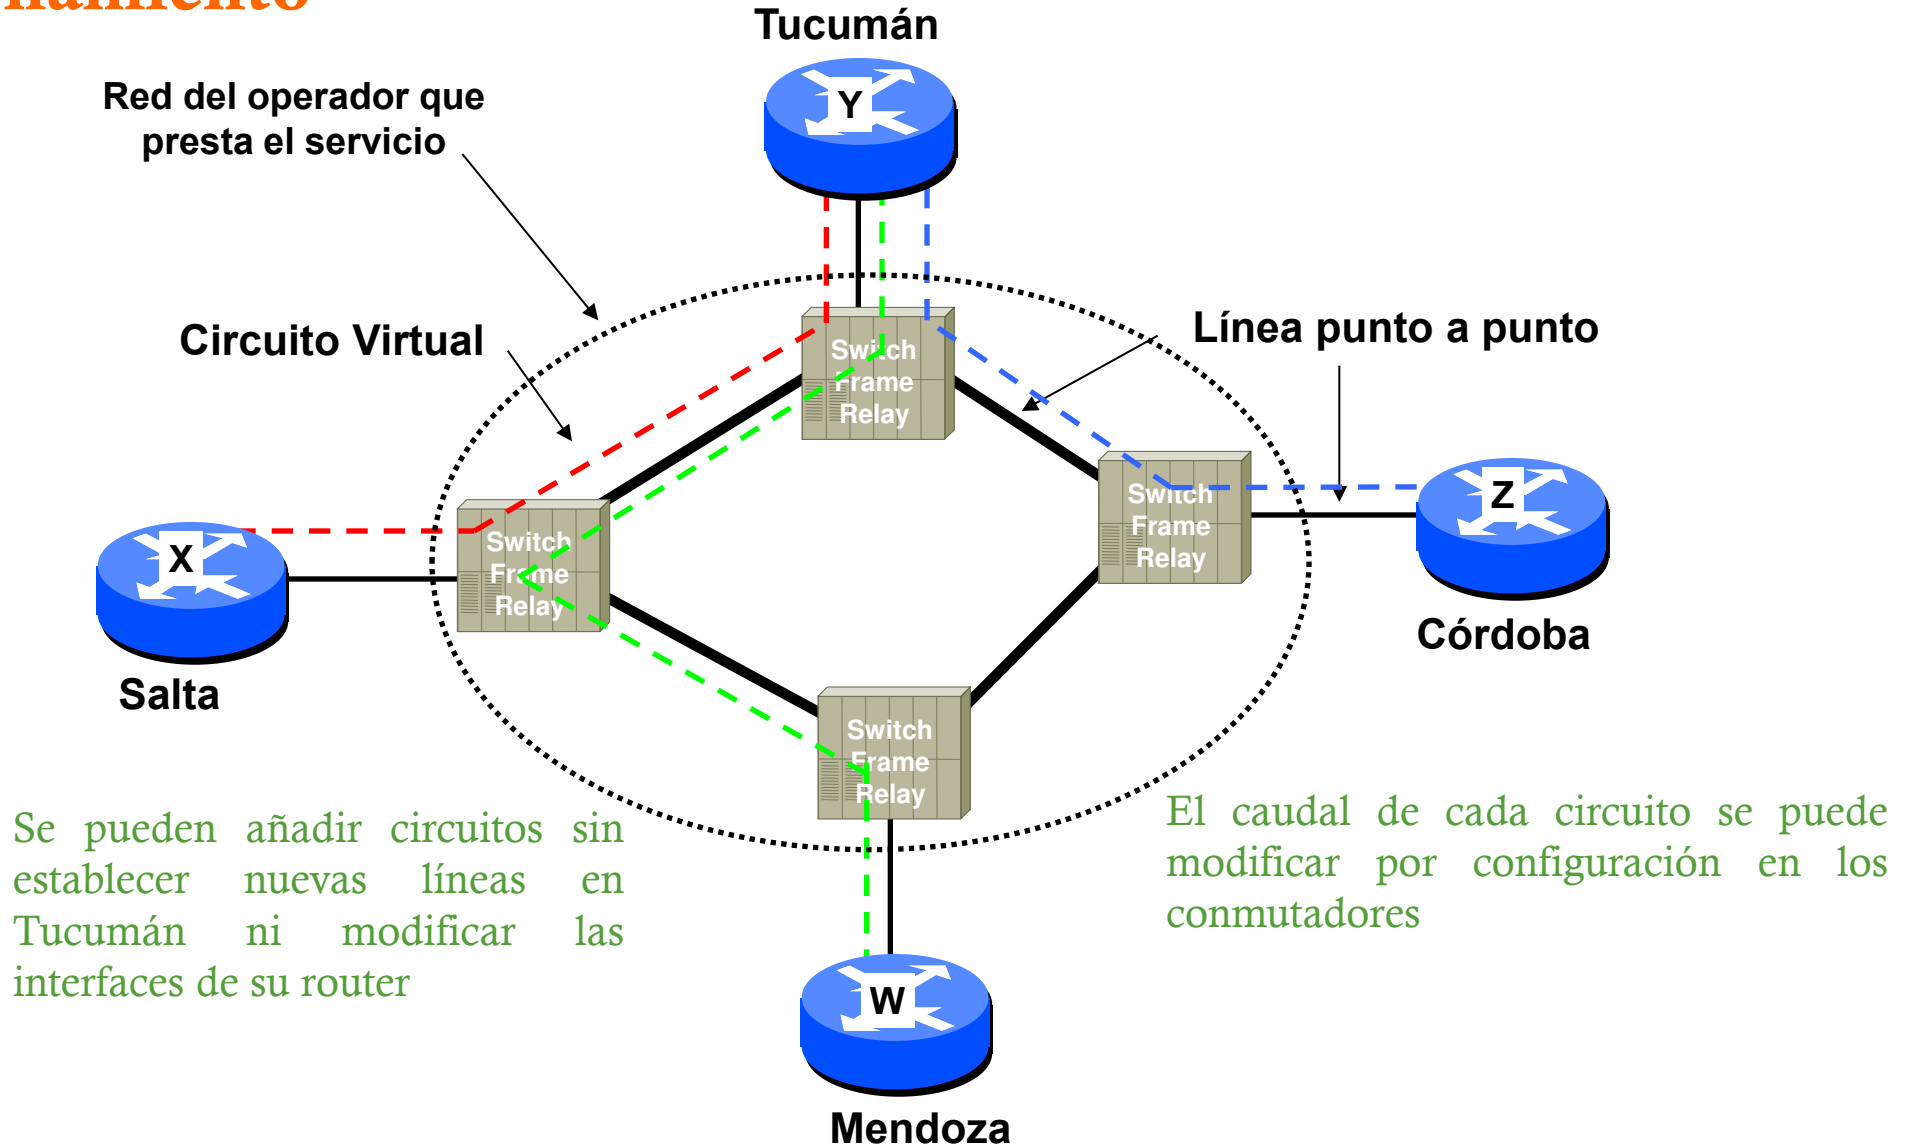 Tucumán
Red del operador que
presta el servicio
Y
Circuito Virtual
Línea punto a punto
Switch
Frame
Relay
Switch
Frame
Relay
Z
Córdoba
X
Salta
Switch
Frame
Relay
Switch
Frame
Relay
Se pueden añadir circuitos sin
establecer nuevas líneas en
Tucumán ni modificar las
interfaces de su router
El caudal de cada circuito se puede
modificar por configuración en los
conmutadores
W
Mendoza